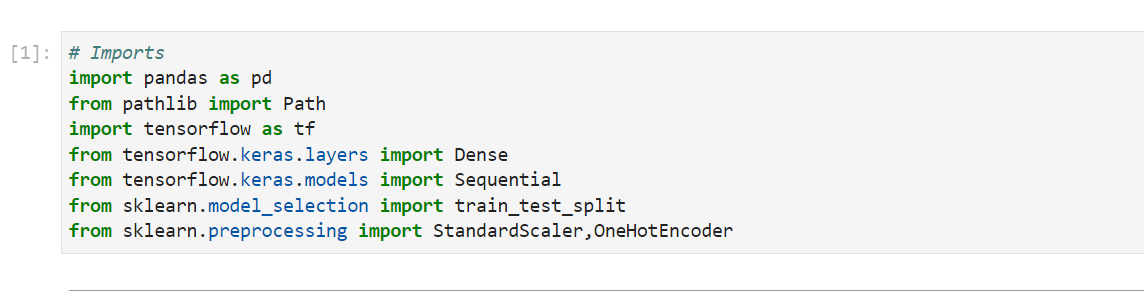 [1]: # Imports
import pandas as pd
from pathlib import Path
import tensorflow as tf
from tensorflow.keras.layers import Dense
from tensorflow.keras.models import Sequential
from sklearn.model_selection import train_test_split
from sklearn.preprocessing import StandardScaler,OneHotEncoder